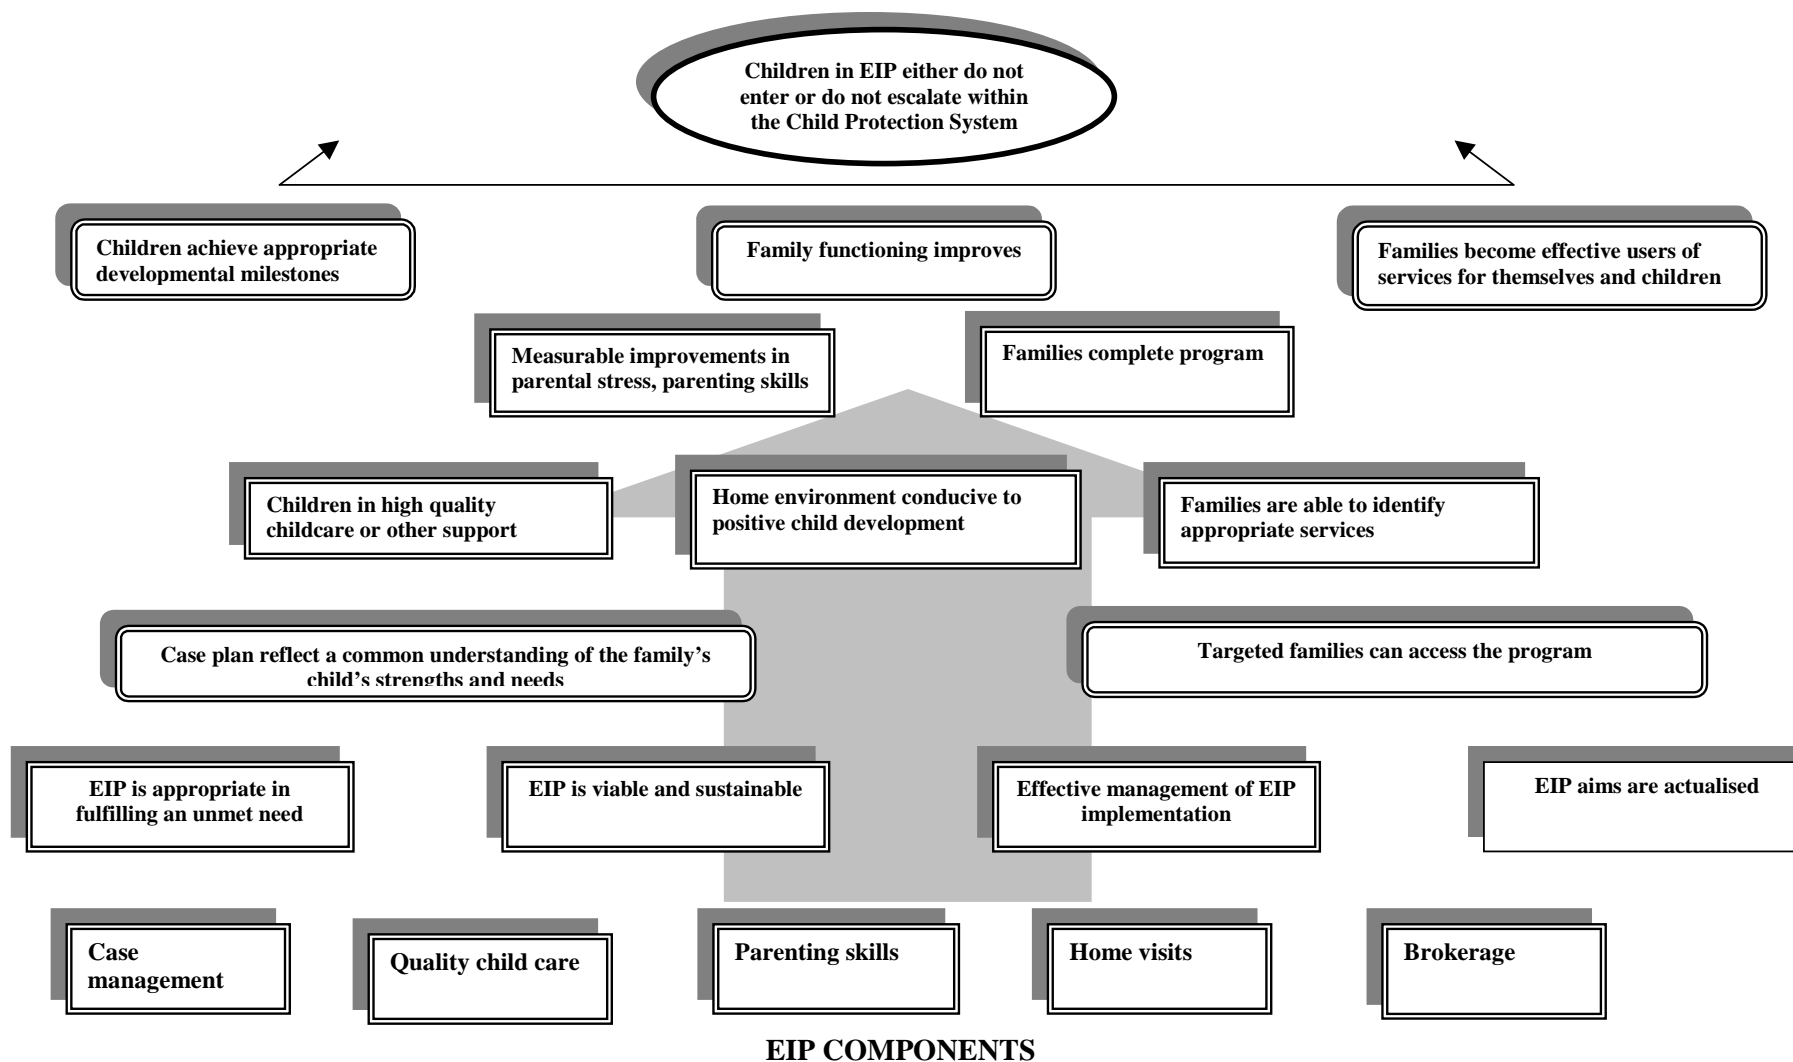 Children in EIP either do not
enter or do not escalate within
the Child Protection System
Children achieve appropriate
developmental milestones
Family functioning improves
Families become effective users of
services for themselves and children
Measurable improvements in
parental stress, parenting skills
Families complete program
Children in high quality
childcare or other support
Home environment conducive to
positive child development
Families are able to identify
appropriate services
Case plan reflect a common understanding of the family’s
child’s strengths and needs
Targeted families can access the program
EIP is appropriate in
fulfilling an unmet need
EIP is viable and sustainable
Effective management of EIP
implementation
EIP aims are actualised
Case
management
Quality child care
Parenting skills
Home visits
Brokerage
EIP COMPONENTS